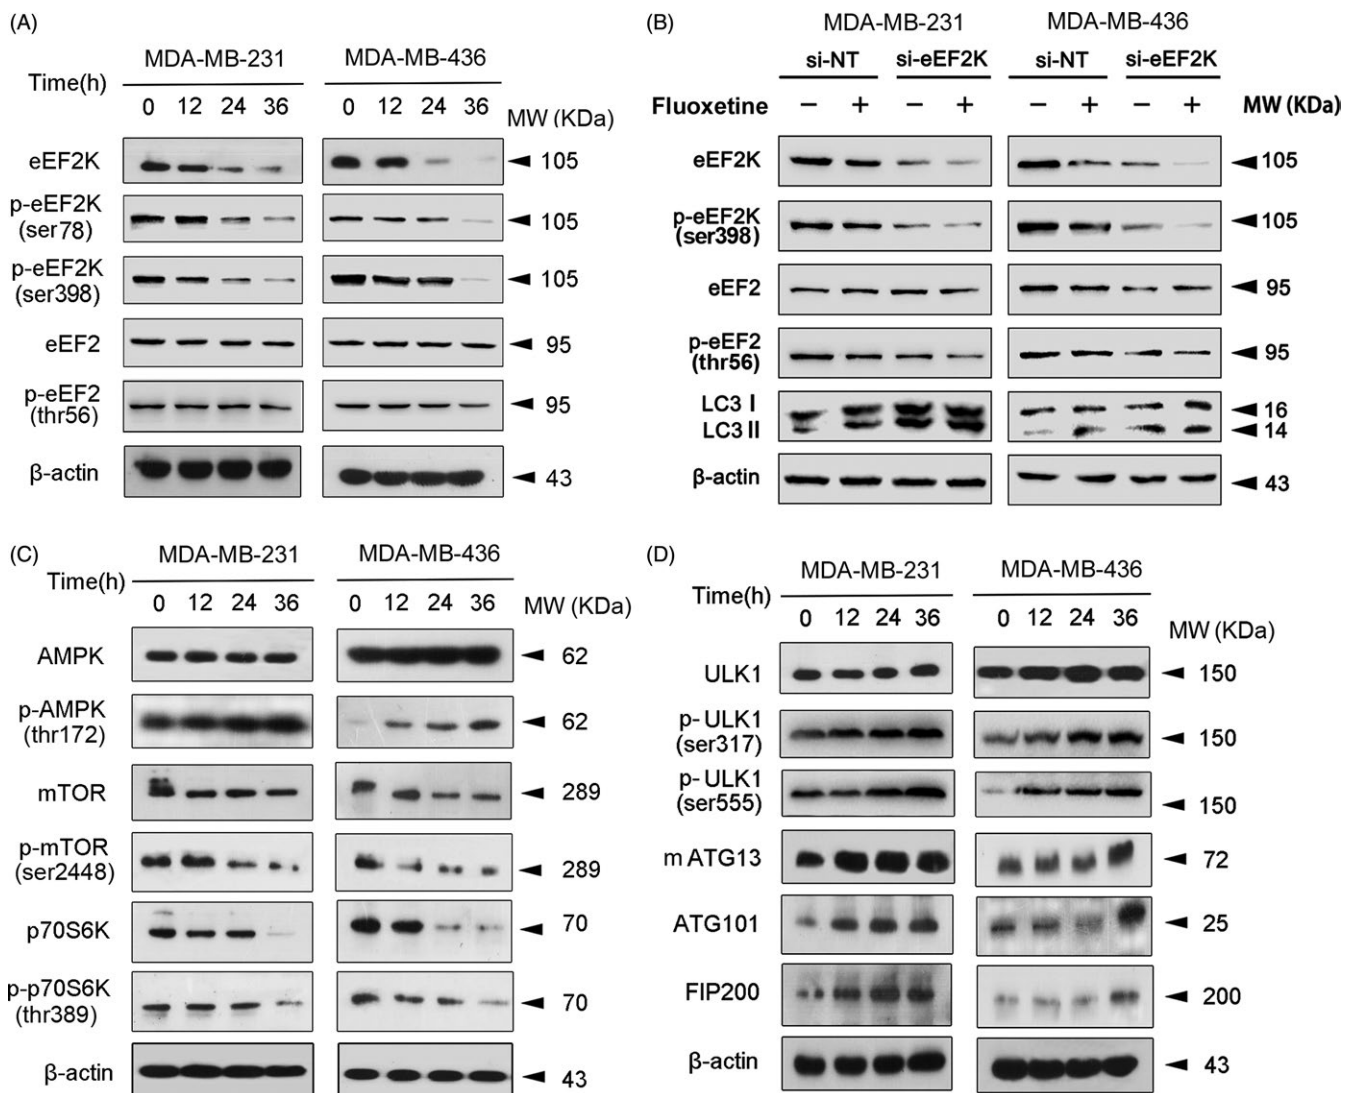 (A)
MDA-MB-231 MDA-MB-436
Time(h)
0 12 24 36 0 12 24 36
MW (KDa)
eEF2K 105
p-eEF2K
(ser78) 105
p-eEF2K
(ser398) 105
eEF2 95
p-eEF2
(thr56) 95
β-actin 43
(B)
MDA-MB-231 MDA-MB-436
si-NT si-eEF2K si-NT si-eEF2K
Fluoxetine − + − + − + − + MW (KDa)
eEF2K 105
p-eEF2K
(ser398) 105
eEF2 95
p-eEF2
(thr56) 95
LC3 I 16
LC3 II 14
β-actin 43
(C)
MDA-MB-231 MDA-MB-436
Time(h)
0 12 24 36 0 12 24 36
MW (KDa)
AMPK 62
p-AMPK
(thr172) 62
mTOR 289
p-mTOR
(ser2448) 289
p70S6K 70
p-p70S6K
(thr389) 70
β-actin 43
(D)
MDA-MB-231 MDA-MB-436
Time(h)
0 12 24 36 0 12 24 36
MW (KDa)
ULK1 150
p-ULK1
(ser317) 150
p-ULK1
(ser555) 150
mATG13 72
ATG101 25
FIP200 200
β-actin 43